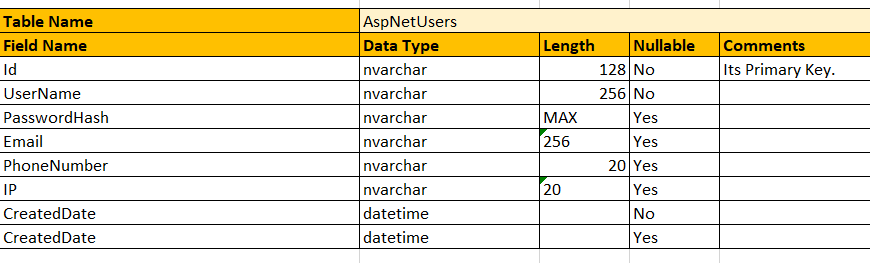 Table Name AspNetUsers
Field Name Data Type Length Nullable Comments
Id nvarchar 128 No Its Primary Key.
UserName nvarchar 256 No
PasswordHash nvarchar MAX Yes
Email nvarchar 256 Yes
PhoneNumber nvarchar 20 Yes
IP nvarchar 20 Yes
CreatedDate datetime No
CreatedDate datetime Yes